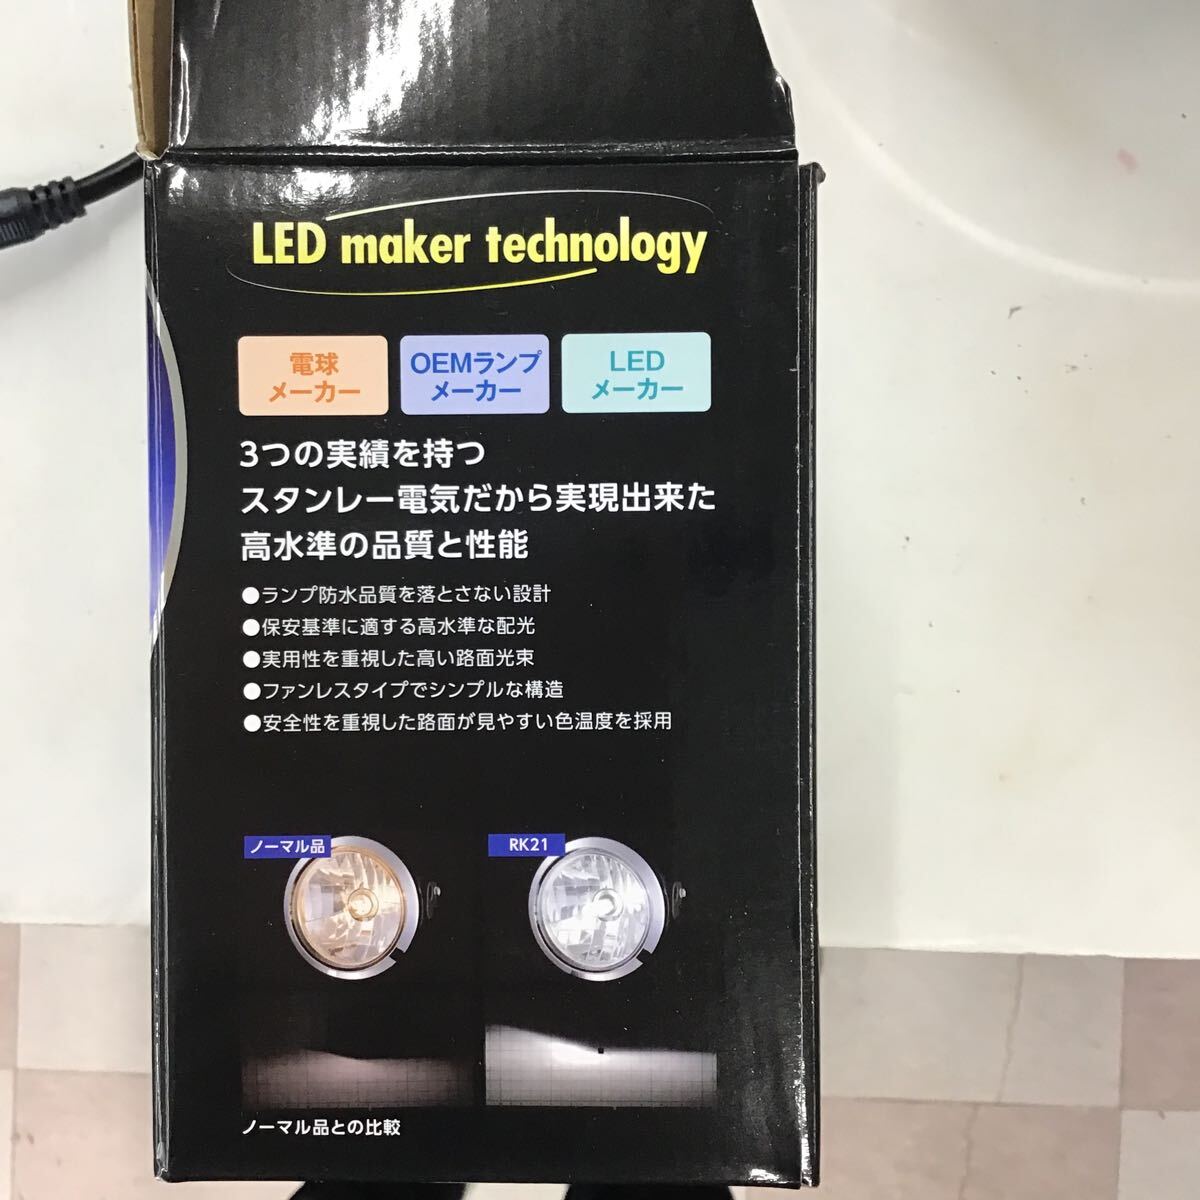 LED maker technology
電球
メーカー
OEMランプ
メーカー
LED
メーカー
3つの実績を持つ
スタンレー電気だから実現出来た
高水準の品質と性能
●ランプ防水品質を落とさない設計
●保安基準に適する高水準な配光
●実用性を重視した高い路面光束
●ファンレスタイプでシンプルな構造
●安全性を重視した路面が見やすい色温度を採用
ノーマル品
RK21
ノーマル品との比較